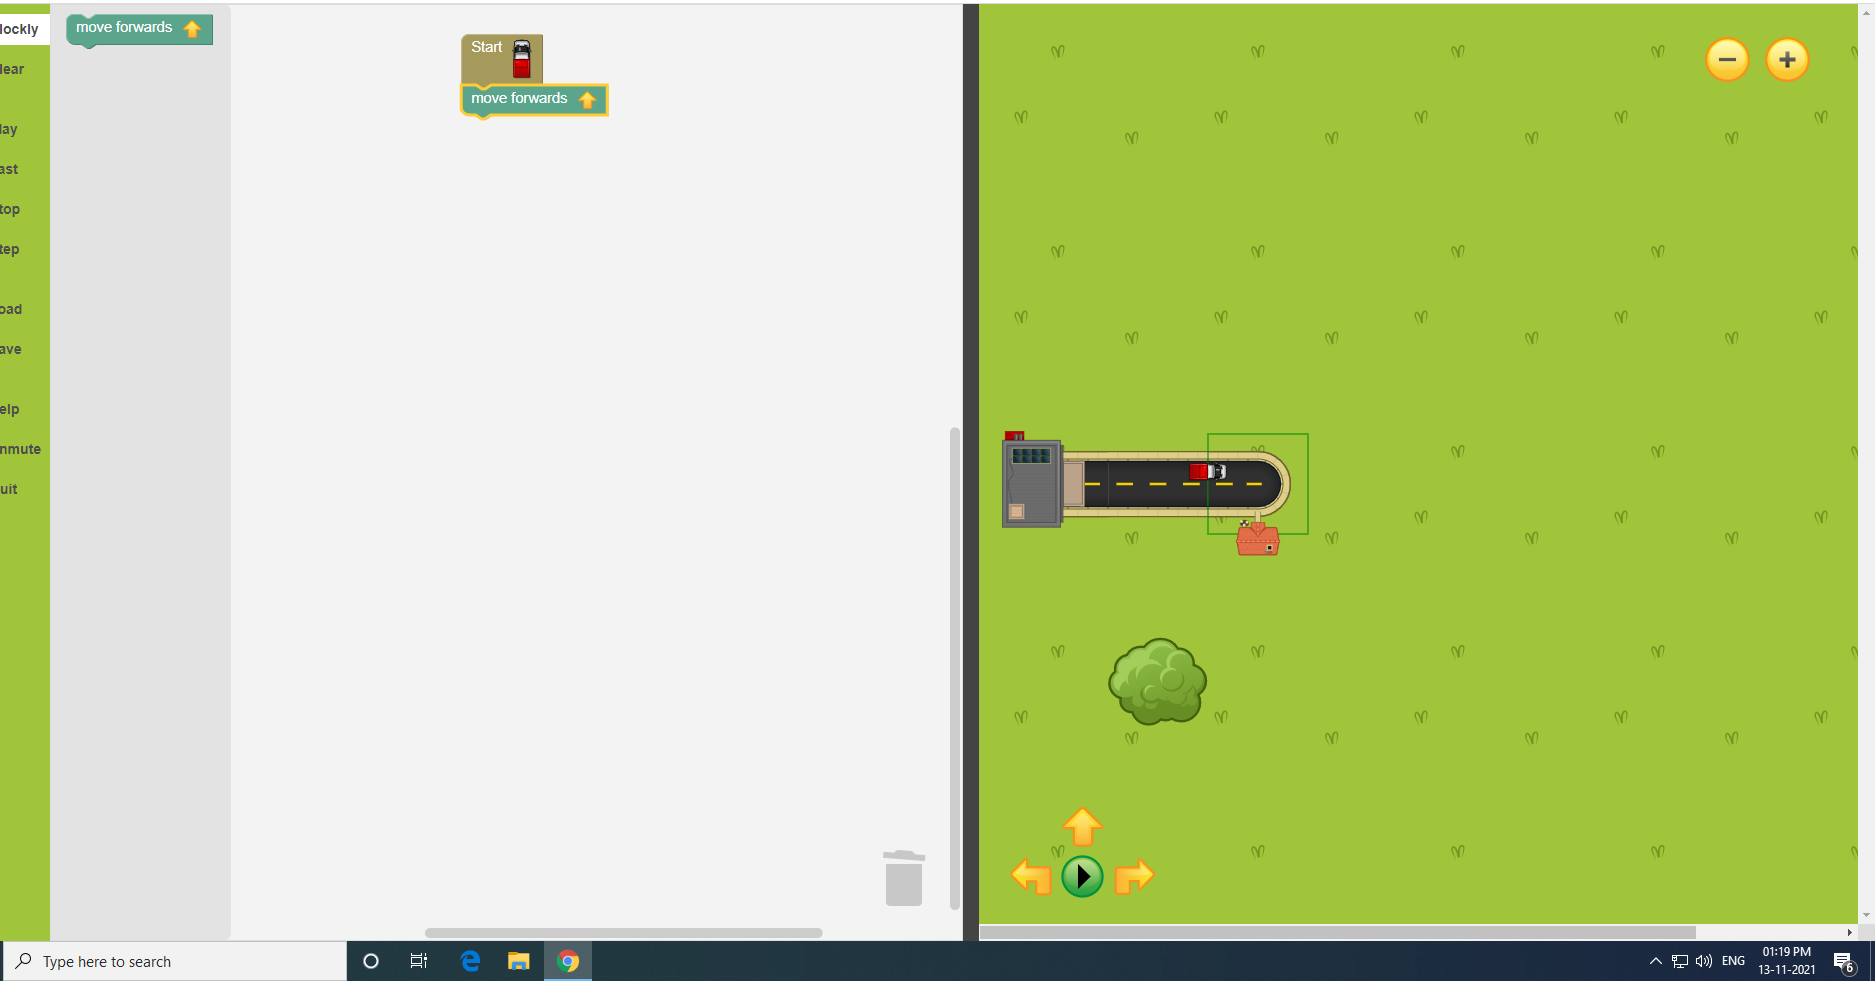 lockly
lear
lay
ast
top
tep
oad
ave
elp
nmute
uit
move forwards
Start
move forwards
Type here to search
ENG
01:19 PM
13-11-2021
6